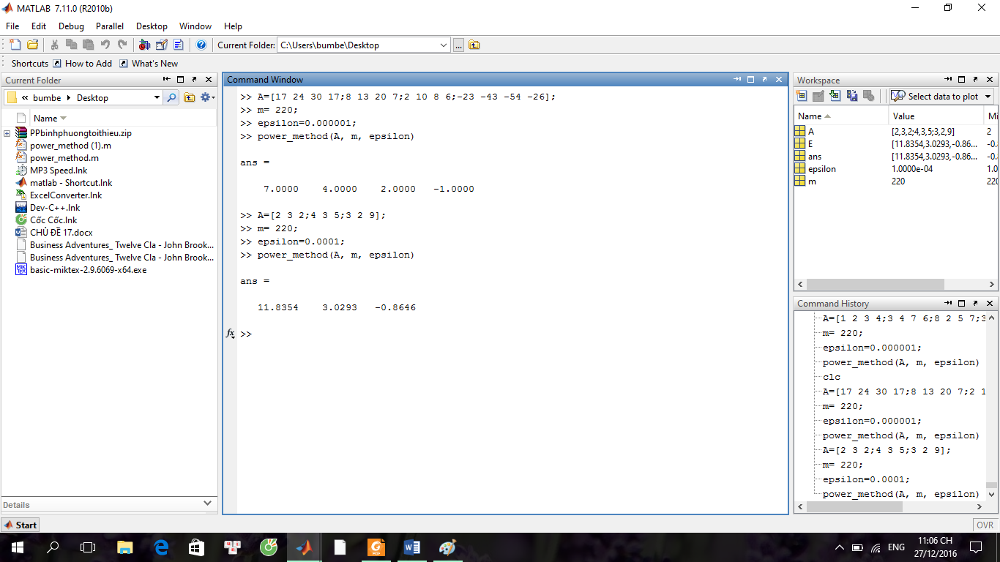 MATLAB 7.11.0 (R2010b)
File Edit Debug Parallel Desktop Window Help
Current Folder: C:\Users\bumbe\Desktop
Shortcuts How to Add What's New
Current Folder
« bumbe Desktop
Name
PPbinhphuongtoithieu.zip
power_method (1).m
power_method.m
MP3 Speed.lnk
matlab - Shortcut.lnk
ExcelConverter.lnk
Dev-C++.lnk
Cốc Cốc.lnk
CHỦ ĐỀ 17.docx
Business Adventures_ Twelve Cla - John Brook...
Business Adventures_ Twelve Cla - John Brook...
basic-miktex-2.9.6069-x64.exe
Details
Command Window
>> A=[17 24 30 17;8 13 20 7;2 10 8 6;-23 -43 -54 -26];
>> m= 220;
>> epsilon=0.000001;
>> power_method(A, m, epsilon)
ans =
7.0000 4.0000 2.0000 -1.0000
>> A=[2 3 2;4 3 5;3 2 9];
>> m= 220;
>> epsilon=0.0001;
>> power_method(A, m, epsilon)
ans =
11.8354 3.0293 -0.8646
fx >>
Workspace
Select data to plot
Name Value Mi
A [2,3,2;4,3,5;3,2,9] 2
E [11.8354,3.0293,-0.86... -0.
ans [11.8354,3.0293,-0.86... -0.
epsilon 1.0000e-04 1.0
m 220 220
Command History
A=[1 2 3 4;3 4 7 6;8 2 5 7;3
m= 220;
epsilon=0.000001;
power_method(A, m, epsilon)
clc
A=[17 24 30 17;8 13 20 7;2 1
m= 220;
epsilon=0.000001;
power_method(A, m, epsilon)
A=[2 3 2;4 3 5;3 2 9];
m= 220;
epsilon=0.0001;
power_method(A, m, epsilon)
Start
OVR
ENG
11:06 CH
27/12/2016